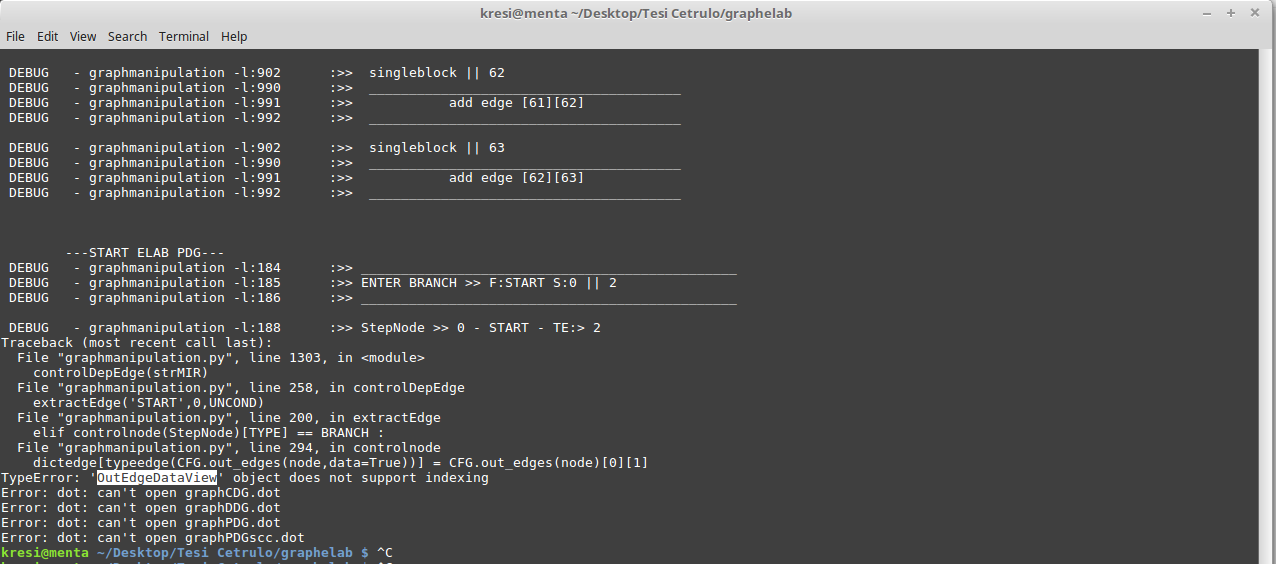 kresi@menta ~/Desktop/Tesi Cetrulo/graphelab
File Edit View Search Terminal Help
DEBUG - graphmanipulation -l:902 :>> singleblock || 62
DEBUG - graphmanipulation -l:990 :>> _______________________________________
DEBUG - graphmanipulation -l:991 :>> add edge [61][62]
DEBUG - graphmanipulation -l:992 :>> _______________________________________
DEBUG - graphmanipulation -l:902 :>> singleblock || 63
DEBUG - graphmanipulation -l:990 :>> _______________________________________
DEBUG - graphmanipulation -l:991 :>> add edge [62][63]
DEBUG - graphmanipulation -l:992 :>> _______________________________________
---START ELAB PDG---
DEBUG - graphmanipulation -l:184 :>> _______________________________________________
DEBUG - graphmanipulation -l:185 :>> ENTER BRANCH >> F:START S:0 || 2
DEBUG - graphmanipulation -l:186 :>> _______________________________________________
DEBUG - graphmanipulation -l:188 :>> StepNode >> 0 - START - TE:> 2
Traceback (most recent call last):
File "graphmanipulation.py", line 1303, in <module>
controlDepEdge(strMIR)
File "graphmanipulation.py", line 258, in controlDepEdge
extractEdge('START',0,UNCOND)
File "graphmanipulation.py", line 200, in extractEdge
elif controlnode(StepNode)[TYPE] == BRANCH :
File "graphmanipulation.py", line 294, in controlnode
dictedge[typeedge(CFG.out_edges(node,data=True))] = CFG.out_edges(node)[0][1]
TypeError: 'OutEdgeDataView' object does not support indexing
Error: dot: can't open graphCDG.dot
Error: dot: can't open graphDDG.dot
Error: dot: can't open graphPDG.dot
Error: dot: can't open graphPDGscc.dot
kresi@menta ~/Desktop/Tesi Cetrulo/graphelab $ ^C